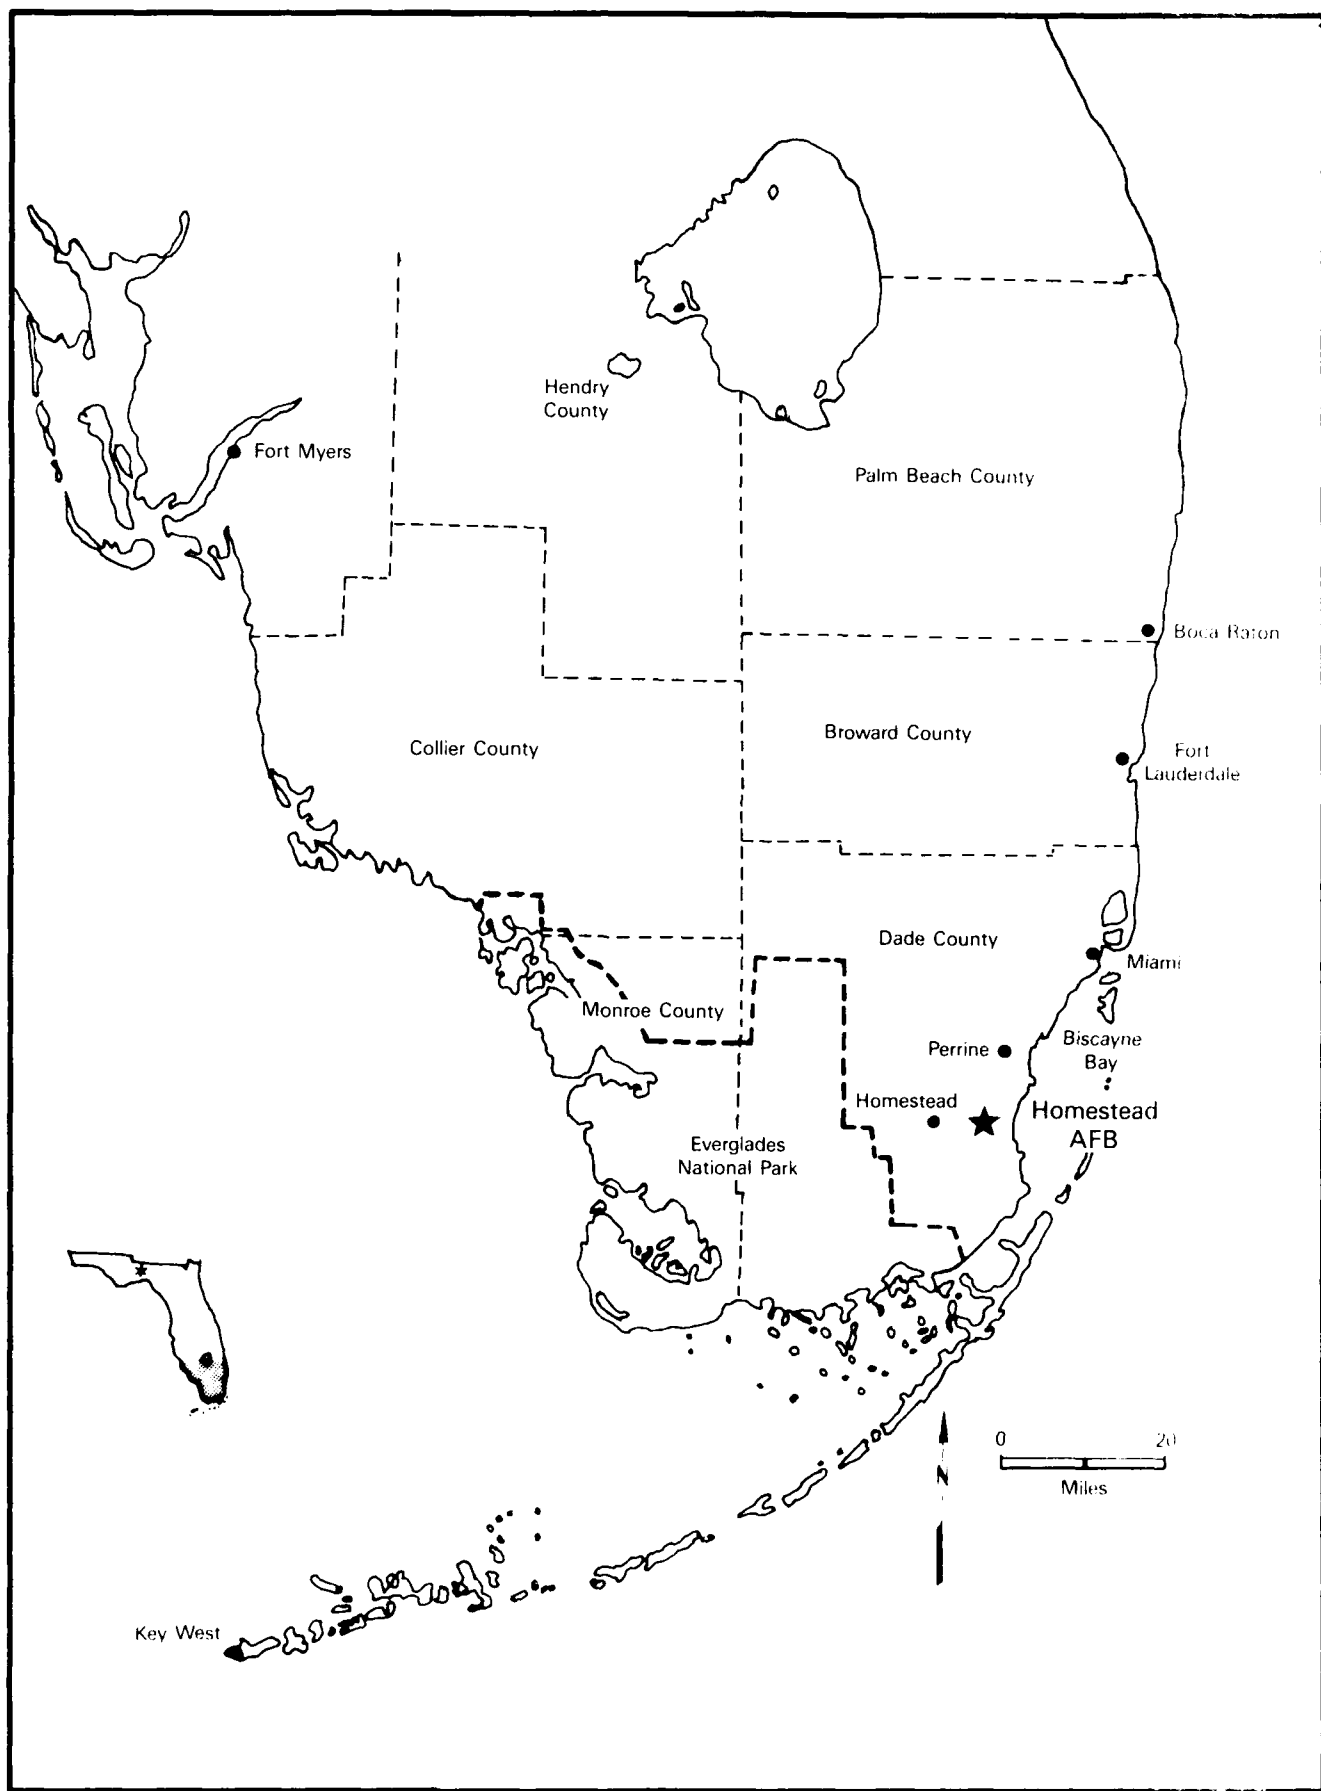 Hendry
County
Fort Myers
Palm Beach County
Boca Raton
Collier County
Broward County
Fort
Lauderdale
Dade County
Miami
Monroe County
Perrine
Biscayne
Bay
Homestead
Homestead
AFB
Everglades
National Park
0 20
N
Miles
Key West